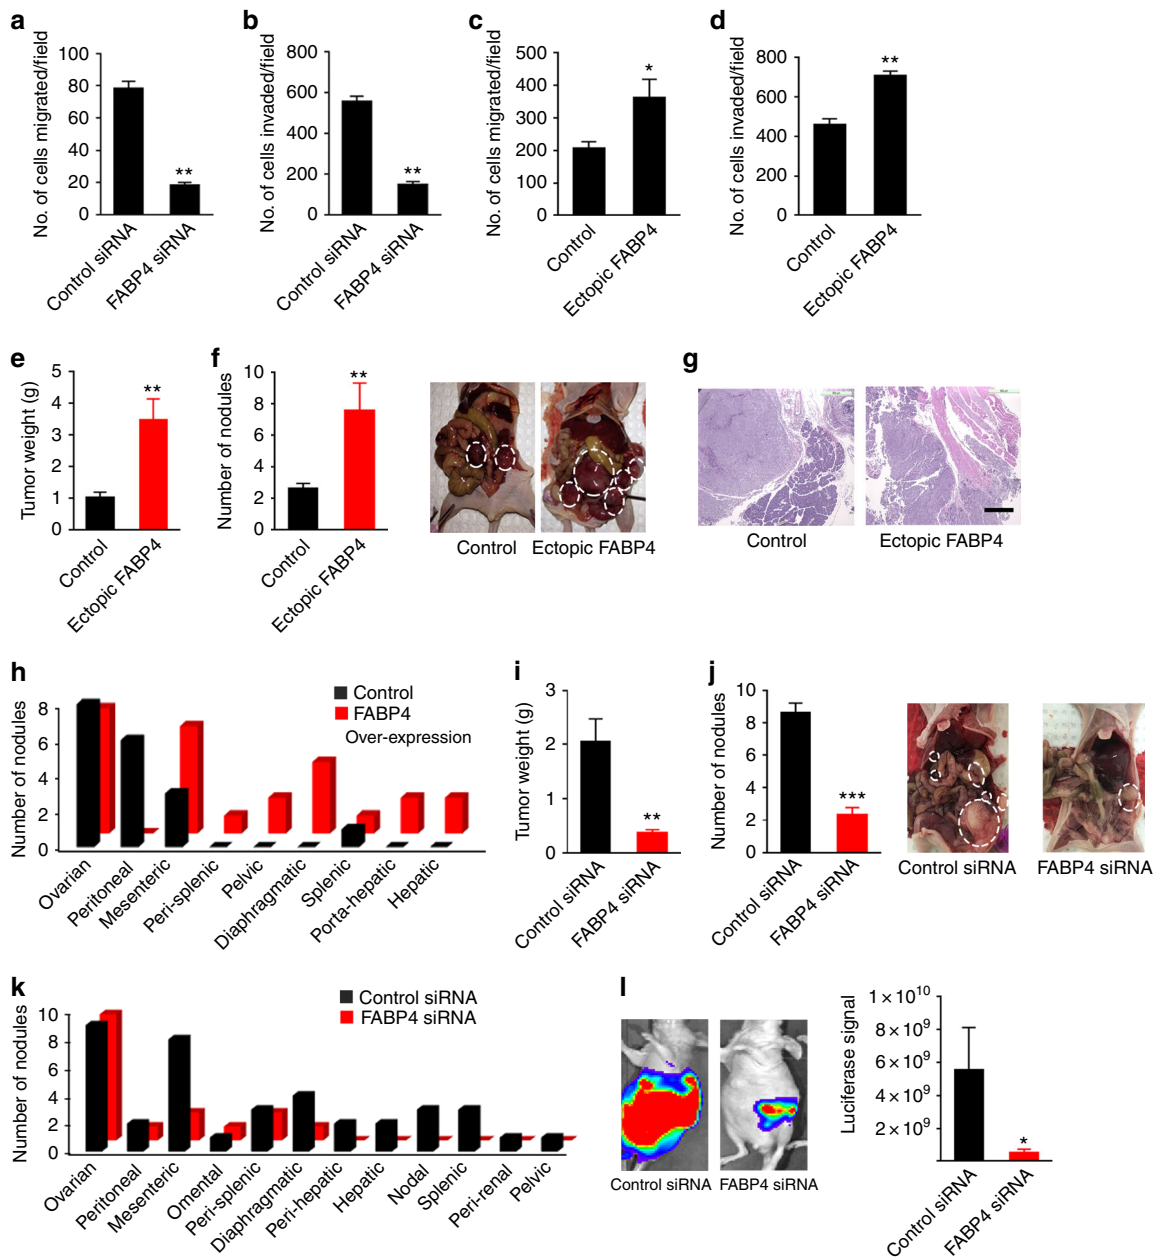 a
No. of cells migrated/field
100
80
60
40
20
0
**
Control siRNA
FABP4 siRNA
b
No. of cells invaded/field
800
600
400
200
0
**
Control siRNA
FABP4 siRNA
c
No. of cells migrated/field
500
400
300
200
100
0
*
Control
Ectopic FABP4
d
No. of cells invaded/field
800
600
400
200
0
**
Control
Ectopic FABP4
e
Tumor weight (g)
5
4
3
2
1
0
**
Control
Ectopic FABP4
f
Number of nodules
10
8
6
4
2
0
**
Control
Ectopic FABP4
Control
Ectopic FABP4
g
Control
Ectopic FABP4
h
Number of nodules
8
6
4
2
0
Control
FABP4
Over-expression
Ovarian
Peritoneal
Mesenteric
Peri-splenic
Pelvic
Diaphragmatic
Splenic
Porta-hepatic
Hepatic
i
Tumor weight (g)
3
2
1
0
**
Control siRNA
FABP4 siRNA
j
Number of nodules
10
8
6
4
2
0
***
Control siRNA
FABP4 siRNA
Control siRNA
FABP4 siRNA
k
Number of nodules
10
8
6
4
2
0
Control siRNA
FABP4 siRNA
Ovarian
Peritoneal
Mesenteric
Omental
Peri-splenic
Diaphragmatic
Peri-hepatic
Hepatic
Nodal
Splenic
Peri-renal
Pelvic
l
Control siRNA
FABP4 siRNA
Luciferase signal
1 × 10¹⁰
8 × 10⁹
6 × 10⁹
4 × 10⁹
2 × 10⁹
*
Control siRNA
FABP4 siRNA